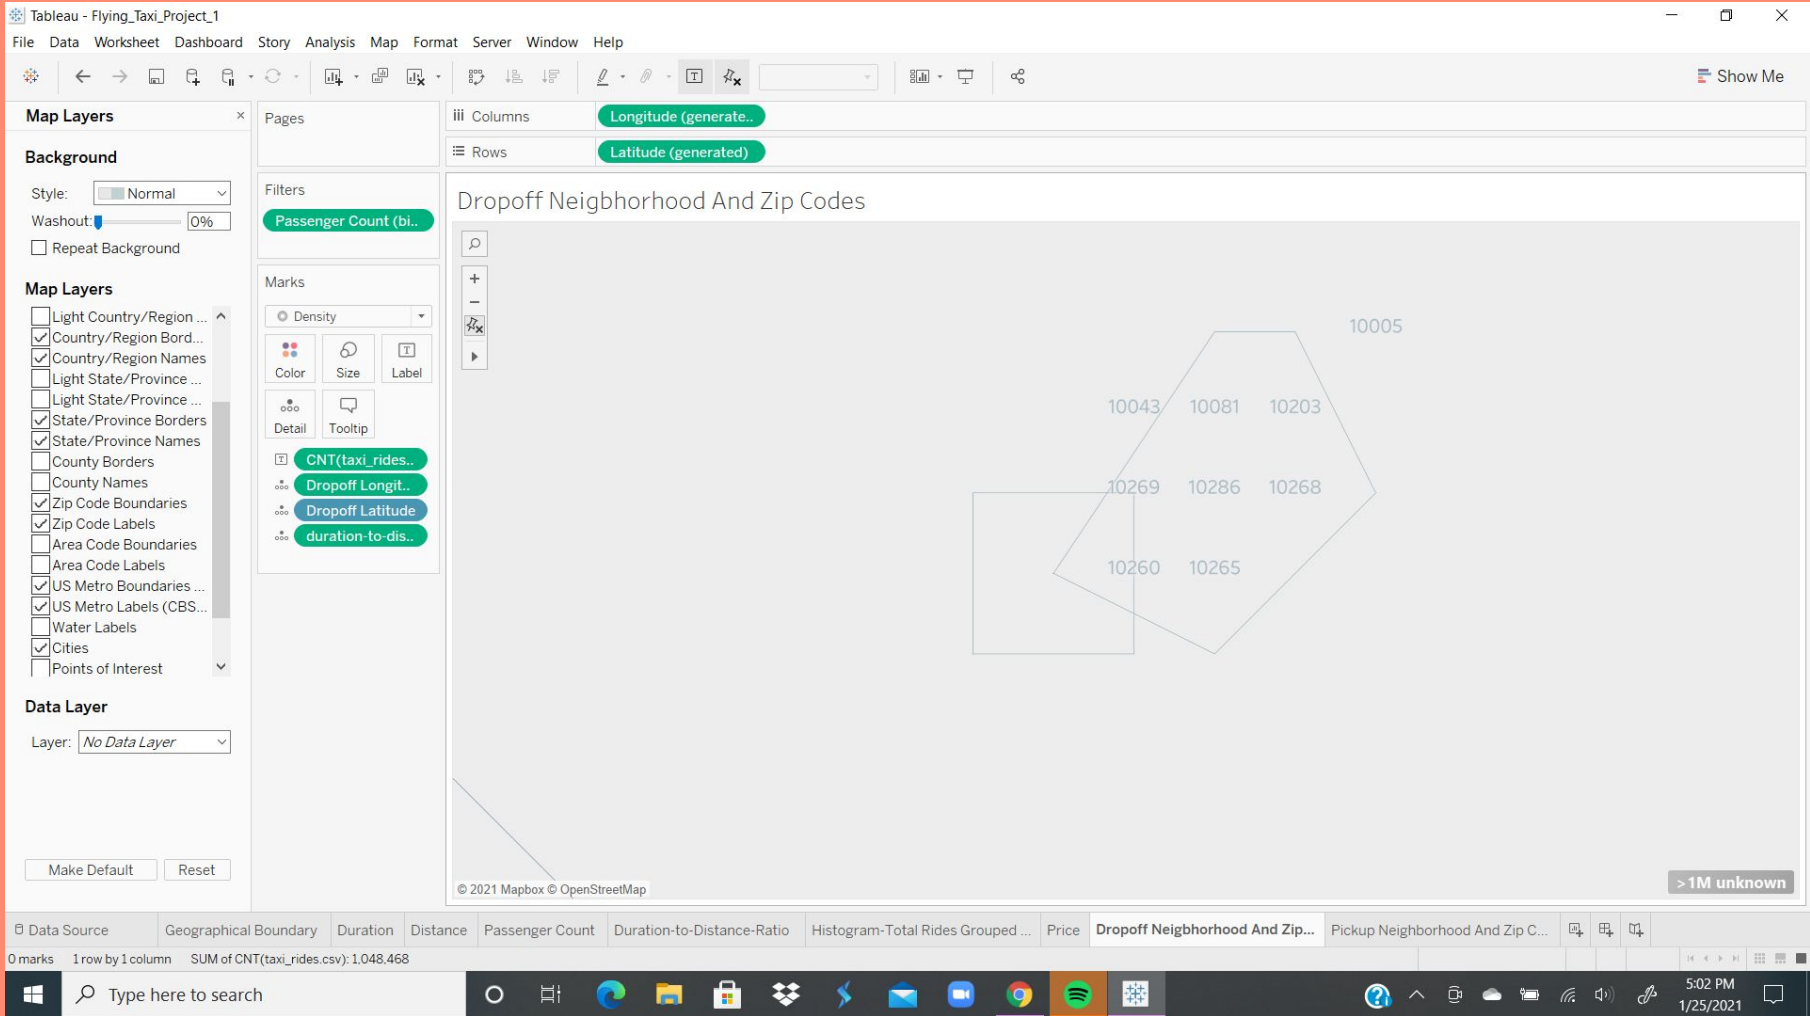 Tableau - Flying_Taxi_Project_1
File Data Worksheet Dashboard Story Analysis Map Format Server Window Help
Show Me
Map Layers
Background
Style: Normal
Washout: 0%
Repeat Background
Map Layers
Light Country/Region ...
Country/Region Bord...
Country/Region Names
Light State/Province ...
Light State/Province ...
State/Province Borders
State/Province Names
County Borders
County Names
Zip Code Boundaries
Zip Code Labels
Area Code Boundaries
Area Code Labels
US Metro Boundaries ...
US Metro Labels (CBS...
Water Labels
Cities
Points of Interest
Data Layer
Layer: No Data Layer
Make Default Reset
Pages
Filters
Passenger Count (bi..
Marks
Density
Color Size Label
Detail Tooltip
CNT(taxi_rides..
Dropoff Longit..
Dropoff Latitude
duration-to-dis..
Columns Longitude (generate..
Rows Latitude (generated)
Dropoff Neigbhorhood And Zip Codes
10005
10043 10081 10203
10269 10286 10268
10260 10265
© 2021 Mapbox © OpenStreetMap
>1M unknown
Data Source Geographical Boundary Duration Distance Passenger Count Duration-to-Distance-Ratio Histogram-Total Rides Grouped ... Price Dropoff Neigbhorhood And Zip... Pickup Neighborhood And Zip C...
0 marks 1 row by 1 column SUM of CNT(taxi_rides.csv): 1,048,468
Type here to search
5:02 PM
1/25/2021